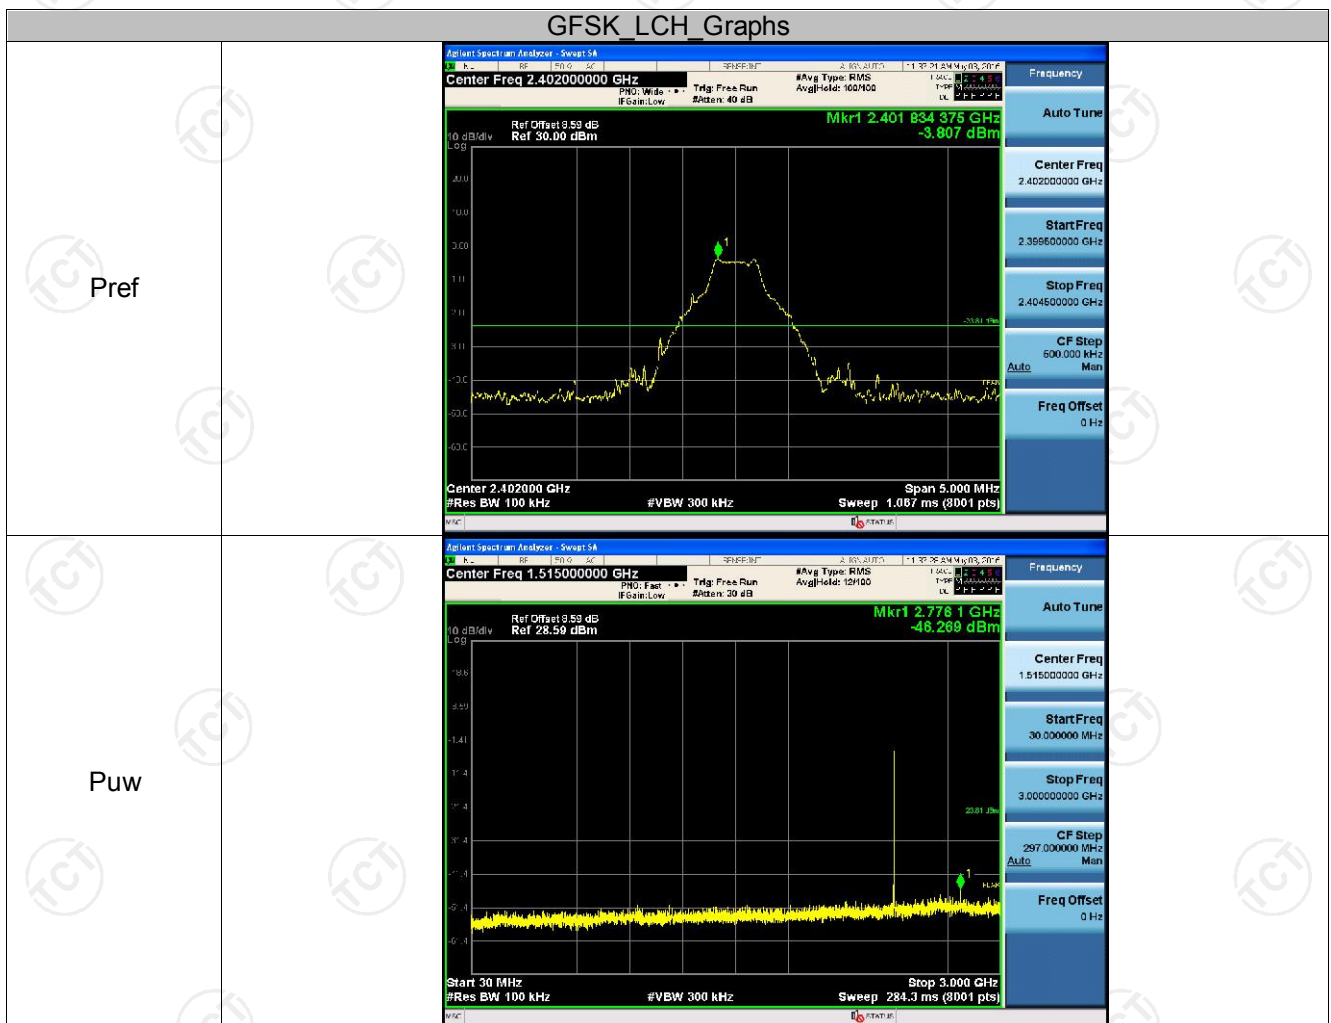 GFSK_LCH_Graphs
Pref
Agilent Spectrum Analyzer - Swept SA
Center Freq 2.402000000 GHz
PNO: Wide
IFGain:Low
Trig: Free Run
#Atten: 40 dB
#Avg Type: RMS
Avg|Hold: 100/100
Frequency
Auto Tune
Ref Offset 8.59 dB
Ref 30.00 dBm
10 dB/div
Log
Mkr1 2.401 834 375 GHz
-3.807 dBm
Center Freq
2.402000000 GHz
Start Freq
2.399500000 GHz
Stop Freq
2.404500000 GHz
CF Step
500.000 kHz
Auto Man
Freq Offset
0 Hz
1
-23.81 dBm
Center 2.402000 GHz
Span 5.000 MHz
#Res BW 100 kHz
#VBW 300 kHz
Sweep 1.067 ms (8001 pts)
MSG
STATUS
Puw
Agilent Spectrum Analyzer - Swept SA
Center Freq 1.515000000 GHz
PNO: Fast
IFGain:Low
Trig: Free Run
#Atten: 30 dB
#Avg Type: RMS
Avg|Hold: 12/100
Frequency
Auto Tune
Ref Offset 8.59 dB
Ref 28.59 dBm
10 dB/div
Log
Mkr1 2.776 1 GHz
-46.269 dBm
Center Freq
1.515000000 GHz
Start Freq
30.000000 MHz
Stop Freq
3.000000000 GHz
CF Step
297.000000 MHz
Auto Man
Freq Offset
0 Hz
1
Start 30 MHz
Stop 3.000 GHz
#Res BW 100 kHz
#VBW 300 kHz
Sweep 284.3 ms (8001 pts)
MSG
STATUS